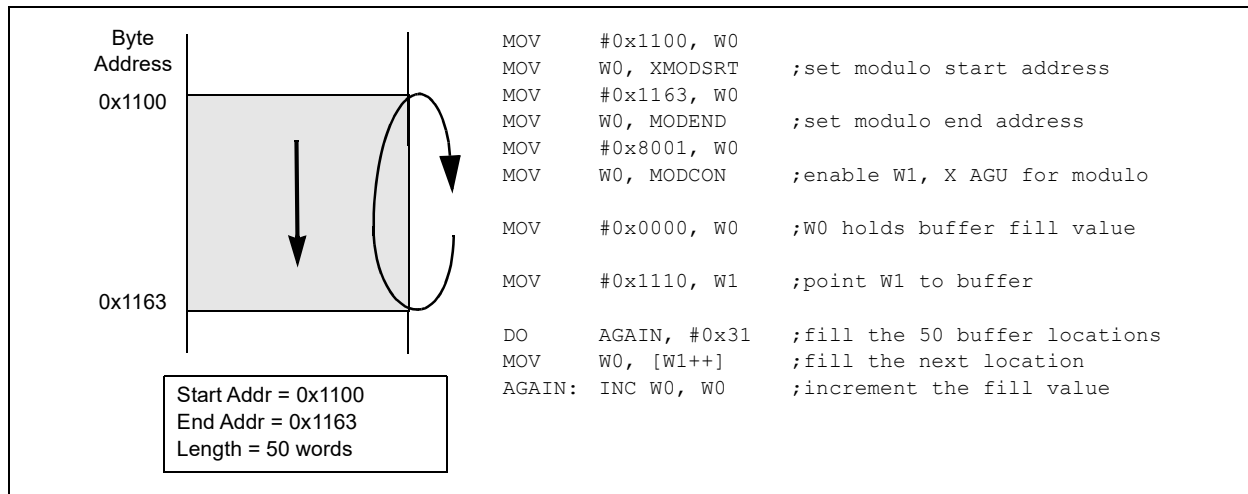 Byte
Address
0x1100
0x1163
Start Addr = 0x1100
End Addr = 0x1163
Length = 50 words
MOV #0x1100, W0
MOV W0, XMODSRT ;set modulo start address
MOV #0x1163, W0
MOV W0, MODEND ;set modulo end address
MOV #0x8001, W0
MOV W0, MODCON ;enable W1, X AGU for modulo
MOV #0x0000, W0 ;W0 holds buffer fill value
MOV #0x1110, W1 ;point W1 to buffer
DO AGAIN, #0x31 ;fill the 50 buffer locations
MOV W0, [W1++] ;fill the next location
AGAIN: INC W0, W0 ;increment the fill value